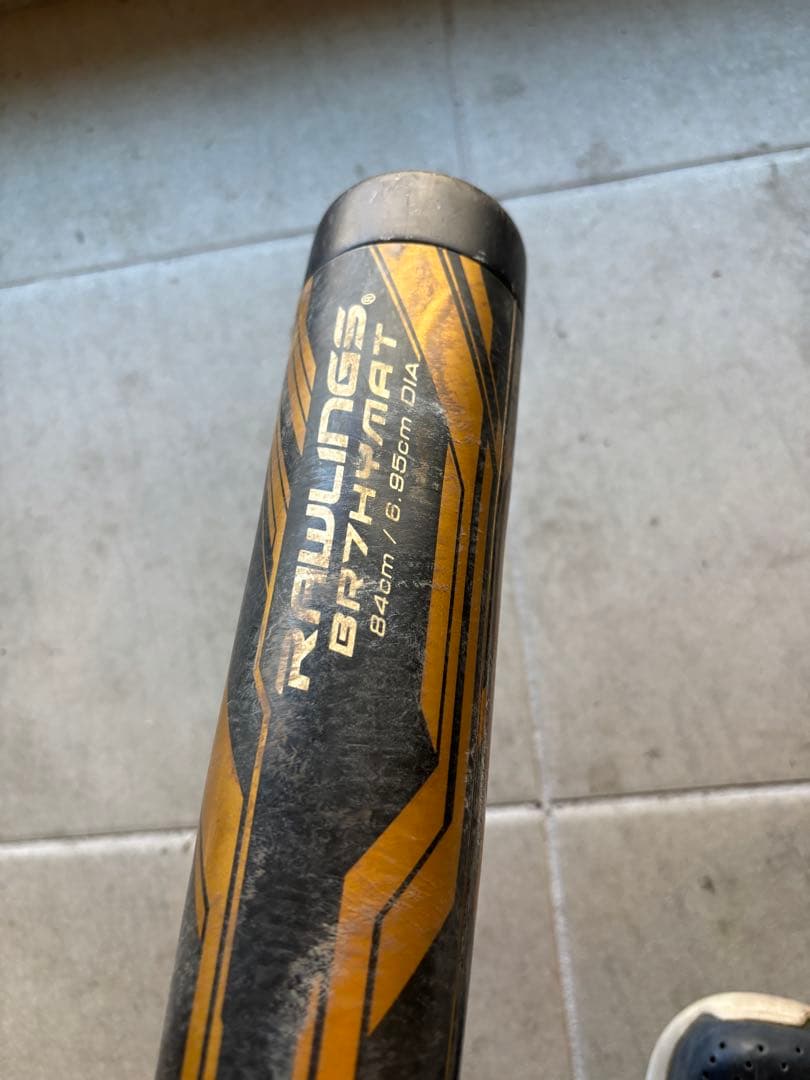 RAWLINGS®
BR7HYMAT
84cm / 6.95cm DIA.